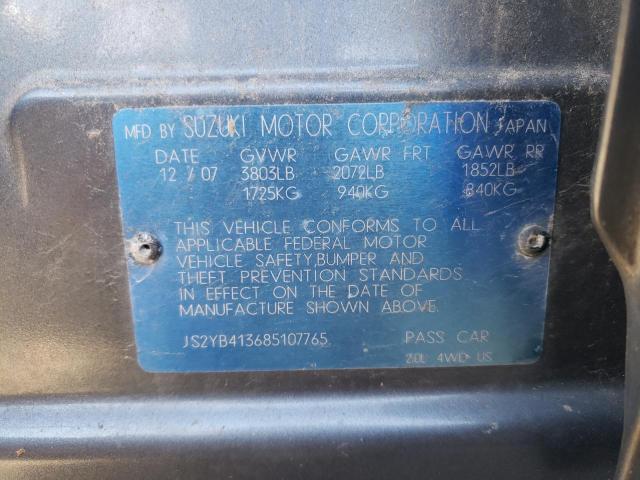 MFD BY SUZUKI MOTOR CORPORATION JAPAN
DATE GVWR GAWR FRT GAWR RR
12 / 07 3803LB 2072LB 1852LB
1725KG 940KG 840KG
THIS VEHICLE CONFORMS TO ALL
APPLICABLE FEDERAL MOTOR
VEHICLE SAFETY,BUMPER AND
THEFT PREVENTION STANDARDS
IN EFFECT ON THE DATE OF
MANUFACTURE SHOWN ABOVE.
JS2YB413685107765 PASS CAR
2.0L 4WD US